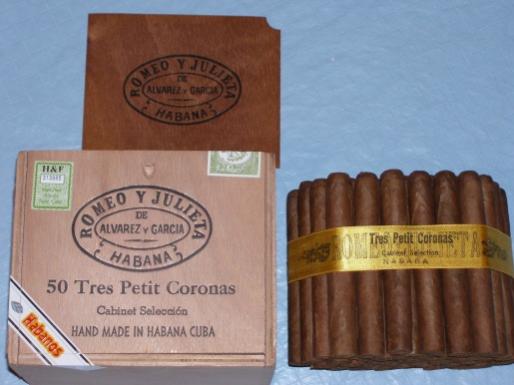 ROMEO Y JULIETA
DE
ALVAREZ y GARCIA
HABANA
H&F
ROMEO Y JULIETA
DE
ALVAREZ y GARCIA
HABANA
50 Tres Petit Coronas
Cabinet Selección
HAND MADE IN HABANA CUBA
Habanos
Tres Petit Coronas
Cabinet Selection
HABANA